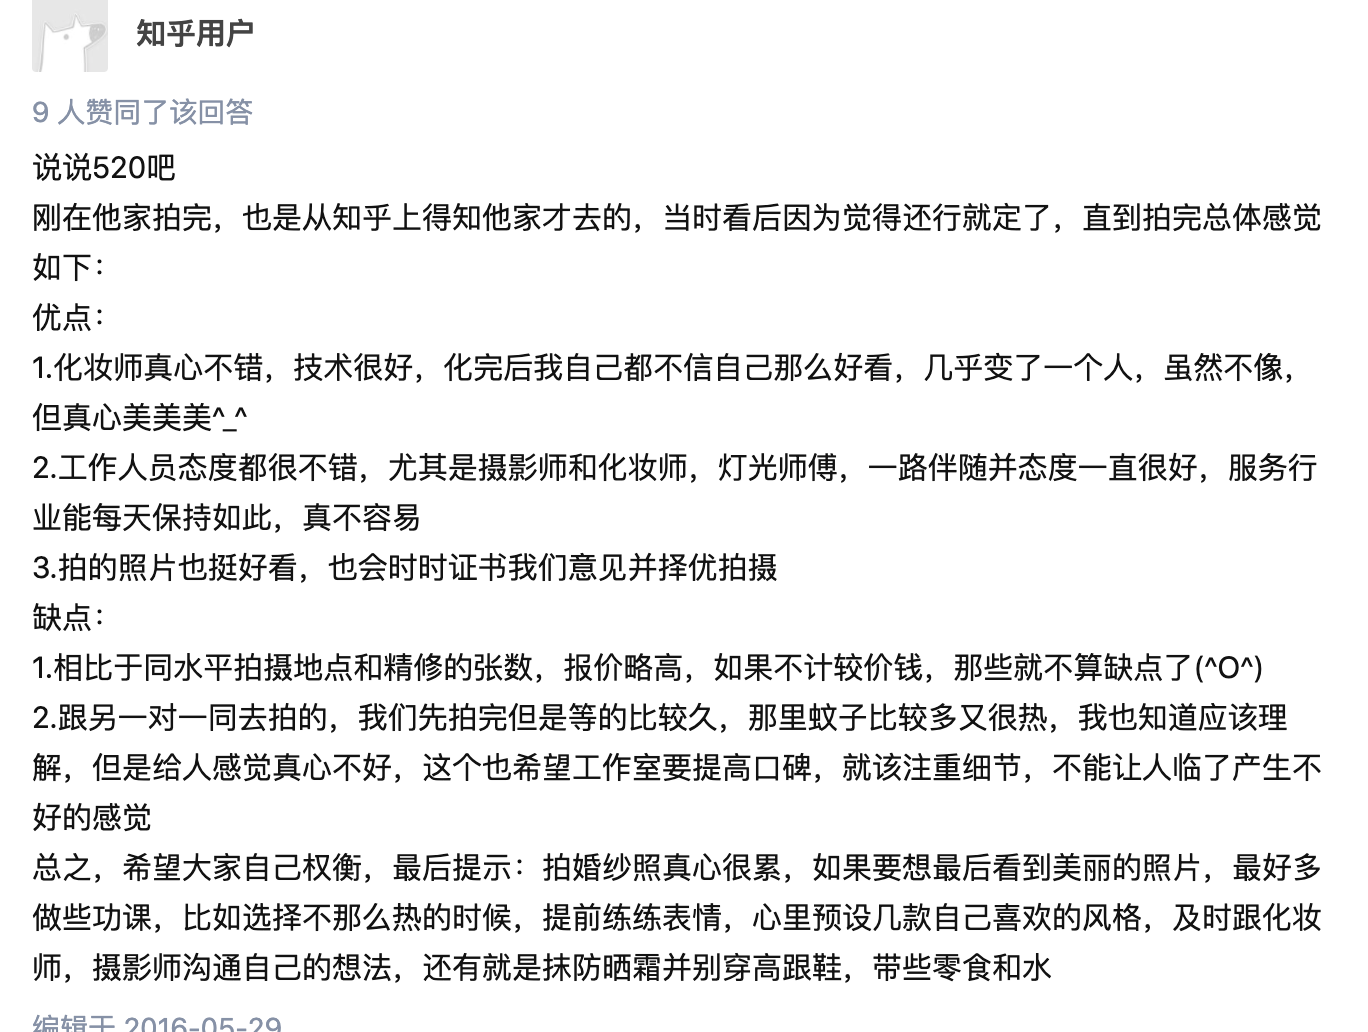 知乎用户
9 人赞同了该回答
说说520吧
刚在他家拍完，也是从知乎上得知他家才去的，当时看后因为觉得还行就定了，直到拍完总体感觉
如下：
优点：
1.化妆师真心不错，技术很好，化完后我自己都不信自己那么好看，几乎变了一个人，虽然不像，
但真心美美美^_^
2.工作人员态度都很不错，尤其是摄影师和化妆师，灯光师傅，一路伴随并态度一直很好，服务行
业能每天保持如此，真不容易
3.拍的照片也挺好看，也会时时证书我们意见并择优拍摄
缺点：
1.相比于同水平拍摄地点和精修的张数，报价略高，如果不计较价钱，那些就不算缺点了(^O^)
2.跟另一对一同去拍的，我们先拍完但是等的比较久，那里蚊子比较多又很热，我也知道应该理
解，但是给人感觉真心不好，这个也希望工作室要提高口碑，就该注重细节，不能让人临了产生不
好的感觉
总之，希望大家自己权衡，最后提示：拍婚纱照真心很累，如果要想最后看到美丽的照片，最好多
做些功课，比如选择不那么热的时候，提前练练表情，心里预设几款自己喜欢的风格，及时跟化妆
师，摄影师沟通自己的想法，还有就是抹防晒霜并别穿高跟鞋，带些零食和水
编辑于 2016-05-29